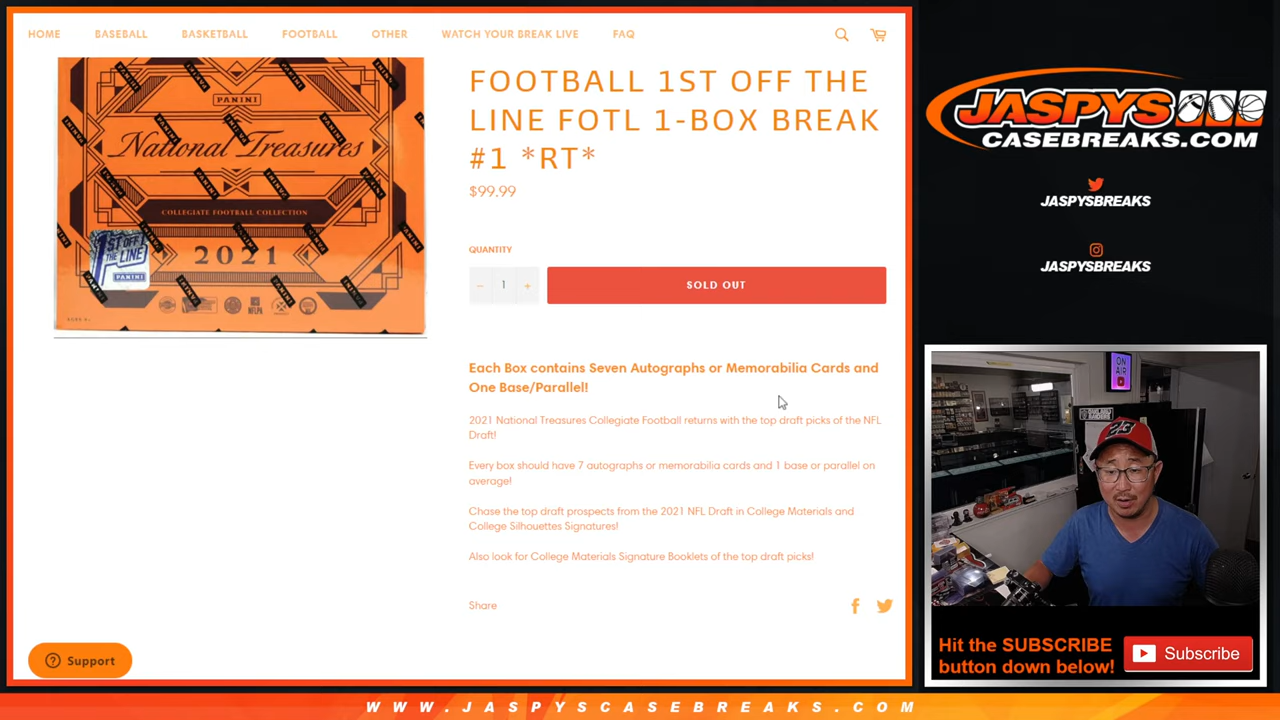 HOME BASEBALL BASKETBALL FOOTBALL OTHER WATCH YOUR BREAK LIVE FAQ
PANINI
National Treasures
COLLEGIATE FOOTBALL COLLECTION
1ST OFF
THE LINE
PANINI
2021
NFLPA
FOOTBALL 1ST OFF THE
LINE FOTL 1-BOX BREAK
#1 *RT*
$99.99
QUANTITY
− 1 +
SOLD OUT
Each Box contains Seven Autographs or Memorabilia Cards and
One Base/Parallel!
2021 National Treasures Collegiate Football returns with the top draft picks of the NFL
Draft!
Every box should have 7 autographs or memorabilia cards and 1 base or parallel on
average!
Chase the top draft prospects from the 2021 NFL Draft in College Materials and
College Silhouettes Signatures!
Also look for College Materials Signature Booklets of the top draft picks!
Share
Support
JASPYS
CASEBREAKS.COM
JASPYSBREAKS
JASPYSBREAKS
ON
AIR
Hit the SUBSCRIBE
button down below!
Subscribe
WWW.JASPYSCASEBREAKS.COM